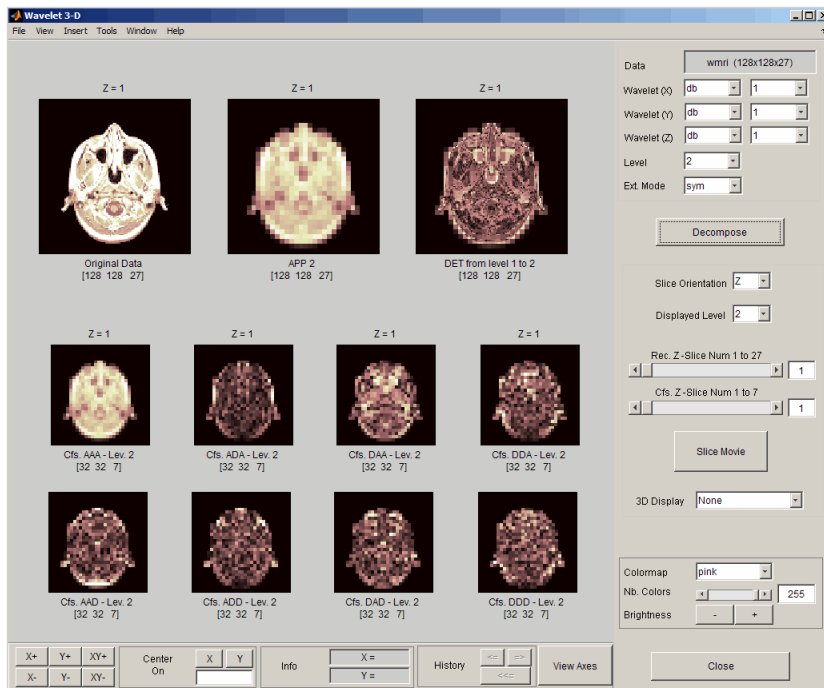 Wavelet 3-D
File View Insert Tools Window Help
Z = 1 Z = 1 Z = 1
Original Data APP 2 DET from level 1 to 2
[128 128 27] [128 128 27] [128 128 27]
Z = 1 Z = 1 Z = 1 Z = 1
Cfs. AAA - Lev. 2 Cfs. ADA - Lev. 2 Cfs. DAA - Lev. 2 Cfs. DDA - Lev. 2
[32 32 7] [32 32 7] [32 32 7] [32 32 7]
Cfs. AAD - Lev. 2 Cfs. ADD - Lev. 2 Cfs. DAD - Lev. 2 Cfs. DDD - Lev. 2
[32 32 7] [32 32 7] [32 32 7] [32 32 7]
Data wmri (128x128x27)
Wavelet (X) db 1
Wavelet (Y) db 1
Wavelet (Z) db 1
Level 2
Ext. Mode sym
Decompose
Slice Orientation Z
Displayed Level 2
Rec. Z-Slice Num 1 to 27
1
Cfs. Z-Slice Num 1 to 7
1
Slice Movie
3D Display None
Colormap pink
Nb. Colors 255
Brightness - +
X+ Y+ XY+
X- Y- XY-
Center On X Y
Info X =
Y =
History <= =>
<<=
View Axes
Close